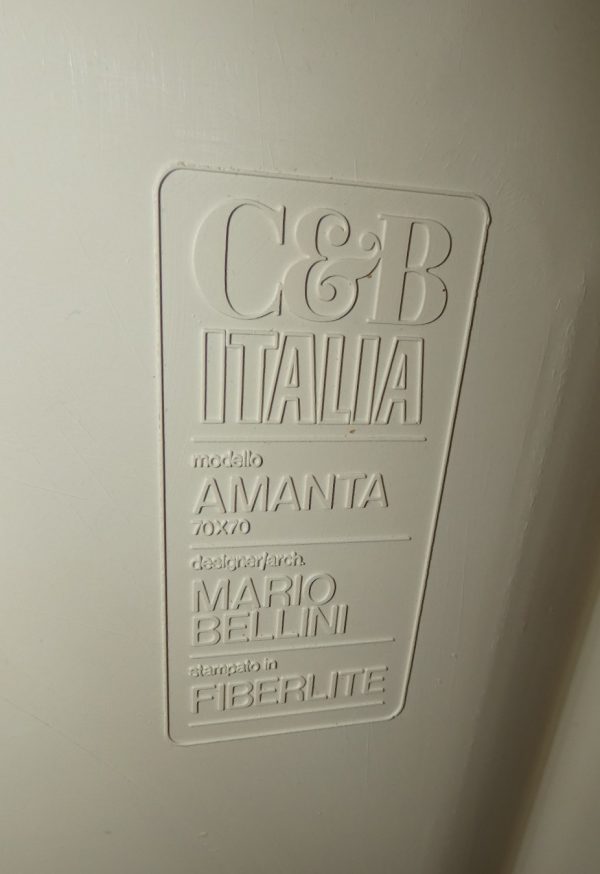 C&B
ITALIA
modello
AMANTA
70X70
designer/arch.
MARIO
BELLINI
stampato in
FIBERLITE